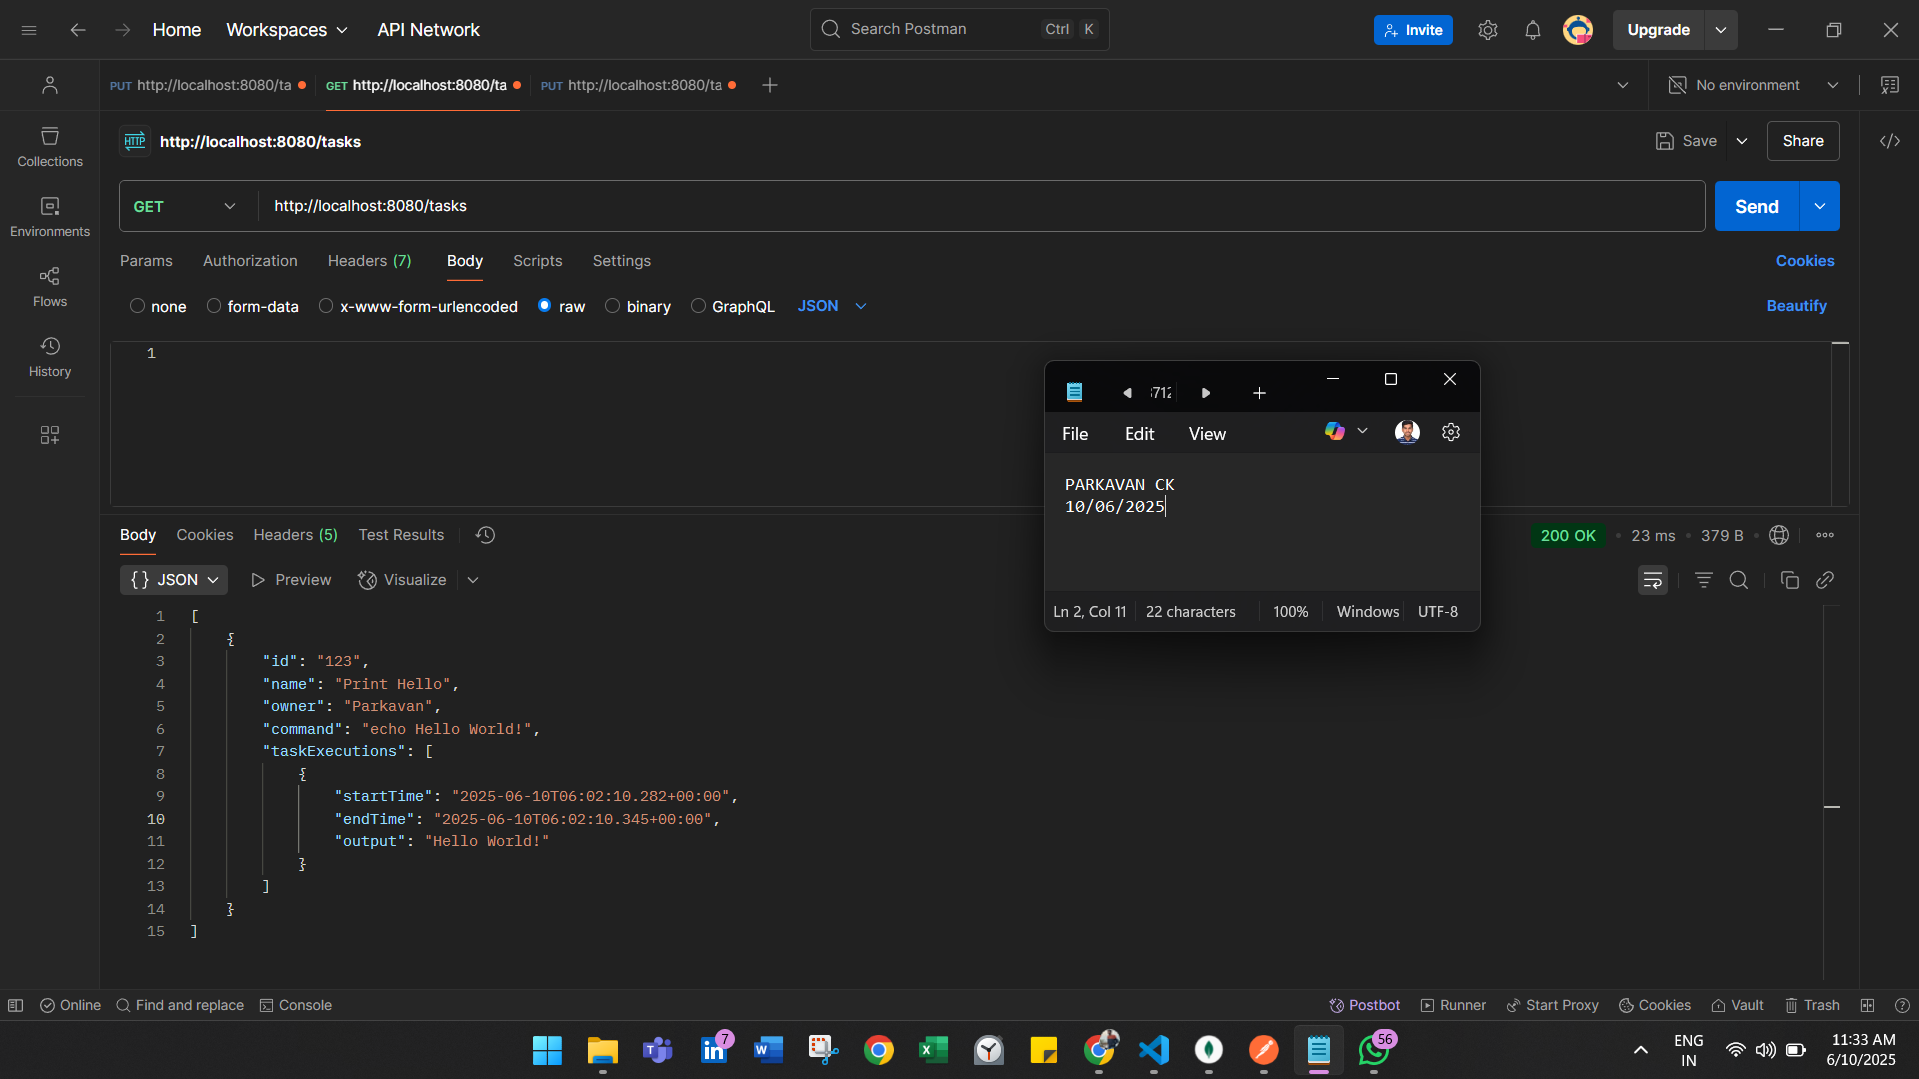 Home Workspaces API Network Search Postman Ctrl K Invite Upgrade
PUT http://localhost:8080/ta GET http://localhost:8080/ta PUT http://localhost:8080/ta No environment
HTTP http://localhost:8080/tasks Save Share
GET http://localhost:8080/tasks Send
Params Authorization Headers (7) Body Scripts Settings Cookies
none form-data x-www-form-urlencoded raw binary GraphQL JSON Beautify
Collections
Environments
Flows
History
1
File Edit View
PARKAVAN CK
10/06/2025
Ln 2, Col 11 22 characters 100% Windows UTF-8
Body Cookies Headers (5) Test Results 200 OK 23 ms 379 B
{} JSON Preview Visualize
1 [
2 {
3 "id": "123",
4 "name": "Print Hello",
5 "owner": "Parkavan",
6 "command": "echo Hello World!",
7 "taskExecutions": [
8 {
9 "startTime": "2025-06-10T06:02:10.282+00:00",
10 "endTime": "2025-06-10T06:02:10.345+00:00",
11 "output": "Hello World!"
12 }
13 ]
14 }
15 ]
Online Find and replace Console Postbot Runner Start Proxy Cookies Vault Trash
7 56 ENG 11:33 AM
IN 6/10/2025